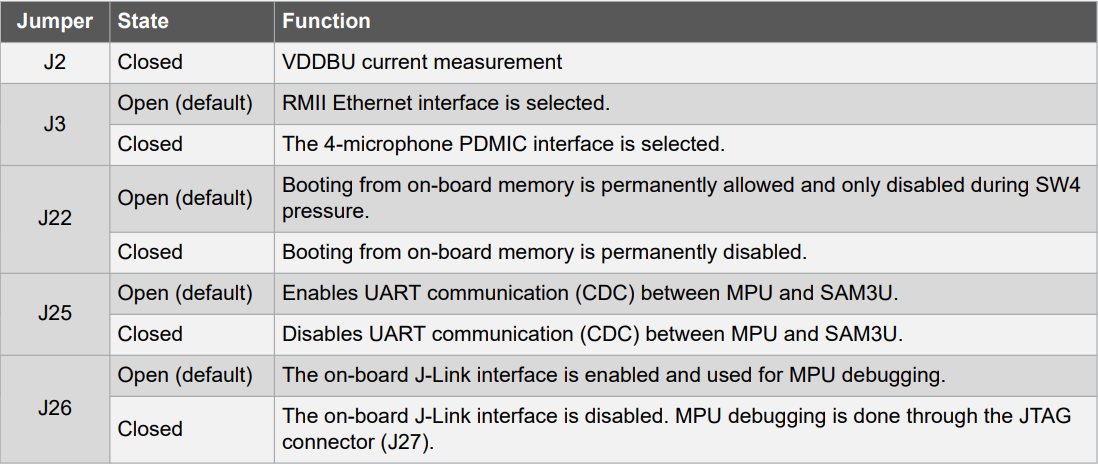 Jumper State Function
J2 Closed VDDBU current measurement
J3 Open (default) RMII Ethernet interface is selected.
Closed The 4-microphone PDMIC interface is selected.
J22 Open (default) Booting from on-board memory is permanently allowed and only disabled during SW4
pressure.
Closed Booting from on-board memory is permanently disabled.
J25 Open (default) Enables UART communication (CDC) between MPU and SAM3U.
Closed Disables UART communication (CDC) between MPU and SAM3U.
J26 Open (default) The on-board J-Link interface is enabled and used for MPU debugging.
Closed The on-board J-Link interface is disabled. MPU debugging is done through the JTAG
connector (J27).